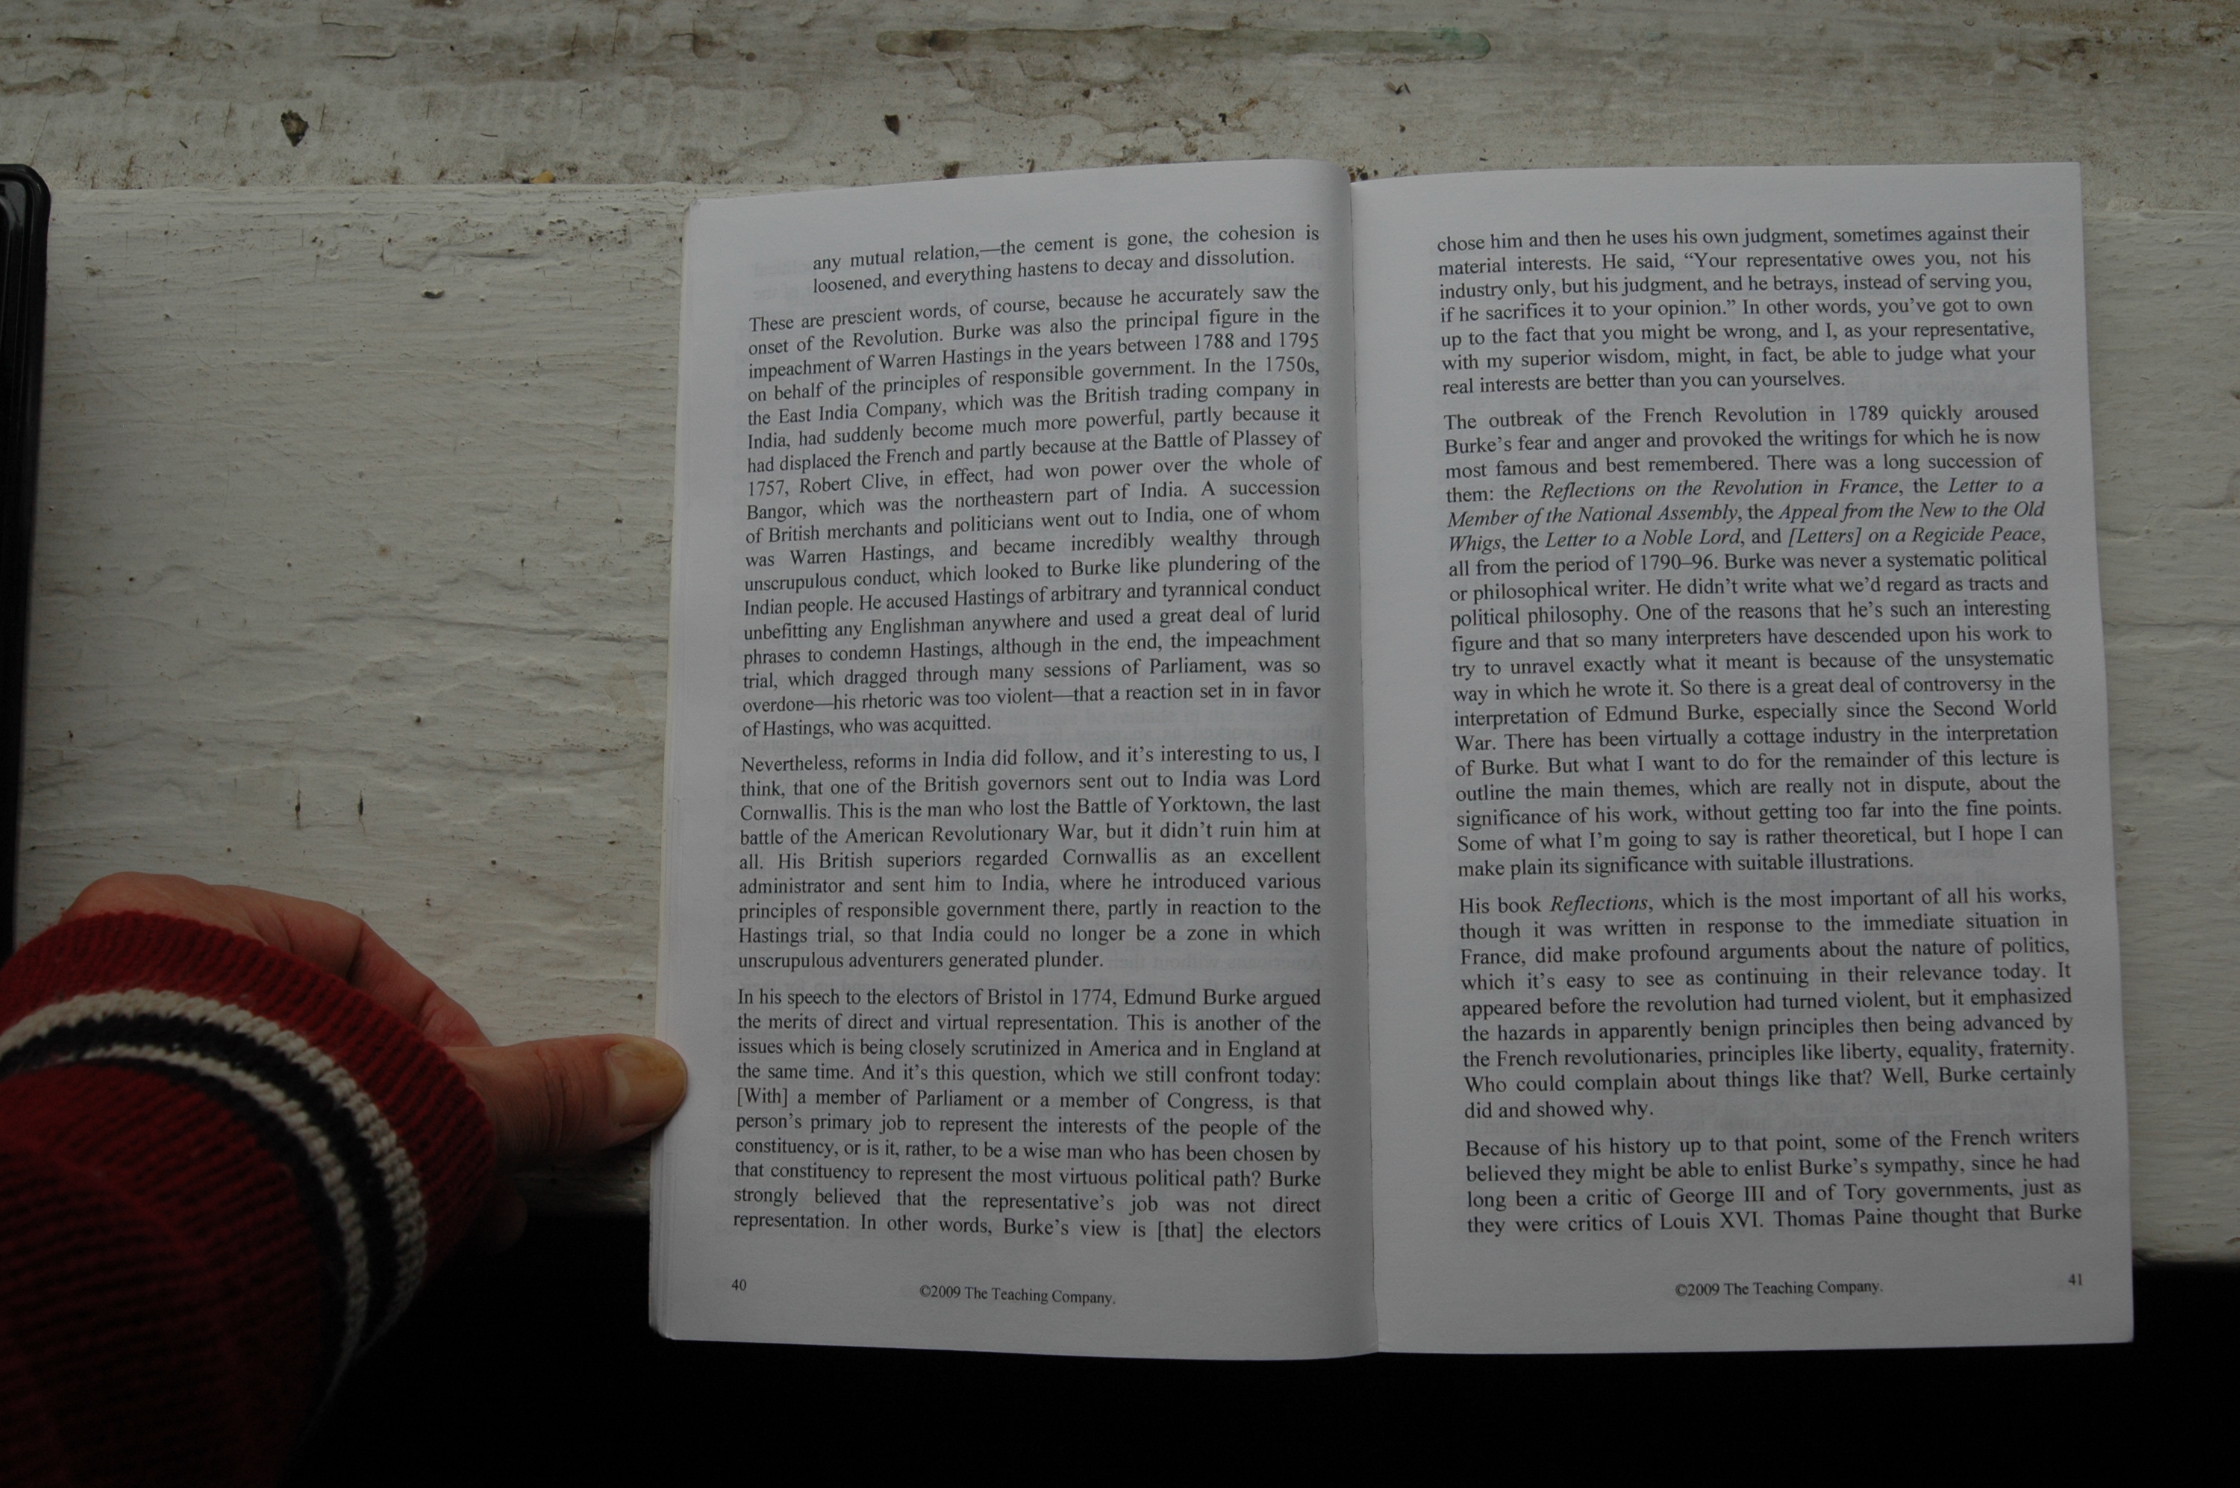 any mutual relation,—the cement is gone, the cohesion is
loosened, and everything hastens to decay and dissolution.
These are prescient words, of course, because he accurately saw the
onset of the Revolution. Burke was also the principal figure in the
impeachment of Warren Hastings in the years between 1788 and 1795
on behalf of the principles of responsible government. In the 1750s,
the East India Company, which was the British trading company in
India, had suddenly become much more powerful, partly because it
had displaced the French and partly because at the Battle of Plassey of
1757, Robert Clive, in effect, had won power over the whole of
Bangor, which was the northeastern part of India. A succession
of British merchants and politicians went out to India, one of whom
was Warren Hastings, and became incredibly wealthy through
unscrupulous conduct, which looked to Burke like plundering of the
Indian people. He accused Hastings of arbitrary and tyrannical conduct
unbefitting any Englishman anywhere and used a great deal of lurid
phrases to condemn Hastings, although in the end, the impeachment
trial, which dragged through many sessions of Parliament, was so
overdone—his rhetoric was too violent—that a reaction set in in favor
of Hastings, who was acquitted.
Nevertheless, reforms in India did follow, and it's interesting to us, I
think, that one of the British governors sent out to India was Lord
Cornwallis. This is the man who lost the Battle of Yorktown, the last
battle of the American Revolutionary War, but it didn't ruin him at
all. His British superiors regarded Cornwallis as an excellent
administrator and sent him to India, where he introduced various
principles of responsible government there, partly in reaction to the
Hastings trial, so that India could no longer be a zone in which
unscrupulous adventurers generated plunder.
In his speech to the electors of Bristol in 1774, Edmund Burke argued
the merits of direct and virtual representation. This is another of the
issues which is being closely scrutinized in America and in England at
the same time. And it's this question, which we still confront today:
[With] a member of Parliament or a member of Congress, is that
person's primary job to represent the interests of the people of the
constituency, or is it, rather, to be a wise man who has been chosen by
that constituency to represent the most virtuous political path? Burke
strongly believed that the representative's job was not direct
representation. In other words, Burke's view is [that] the electors
40
©2009 The Teaching Company.
chose him and then he uses his own judgment, sometimes against their
material interests. He said, "Your representative owes you, not his
industry only, but his judgment, and he betrays, instead of serving you,
if he sacrifices it to your opinion." In other words, you've got to own
up to the fact that you might be wrong, and I, as your representative,
with my superior wisdom, might, in fact, be able to judge what your
real interests are better than you can yourselves.
The outbreak of the French Revolution in 1789 quickly aroused
Burke's fear and anger and provoked the writings for which he is now
most famous and best remembered. There was a long succession of
them: the Reflections on the Revolution in France, the Letter to a
Member of the National Assembly, the Appeal from the New to the Old
Whigs, the Letter to a Noble Lord, and [Letters] on a Regicide Peace,
all from the period of 1790–96. Burke was never a systematic political
or philosophical writer. He didn't write what we'd regard as tracts and
political philosophy. One of the reasons that he's such an interesting
figure and that so many interpreters have descended upon his work to
try to unravel exactly what it meant is because of the unsystematic
way in which he wrote it. So there is a great deal of controversy in the
interpretation of Edmund Burke, especially since the Second World
War. There has been virtually a cottage industry in the interpretation
of Burke. But what I want to do for the remainder of this lecture is
outline the main themes, which are really not in dispute, about the
significance of his work, without getting too far into the fine points.
Some of what I'm going to say is rather theoretical, but I hope I can
make plain its significance with suitable illustrations.
His book Reflections, which is the most important of all his works,
though it was written in response to the immediate situation in
France, did make profound arguments about the nature of politics,
which it's easy to see as continuing in their relevance today. It
appeared before the revolution had turned violent, but it emphasized
the hazards in apparently benign principles then being advanced by
the French revolutionaries, principles like liberty, equality, fraternity.
Who could complain about things like that? Well, Burke certainly
did and showed why.
Because of his history up to that point, some of the French writers
believed they might be able to enlist Burke's sympathy, since he had
long been a critic of George III and of Tory governments, just as
they were critics of Louis XVI. Thomas Paine thought that Burke
©2009 The Teaching Company.
41